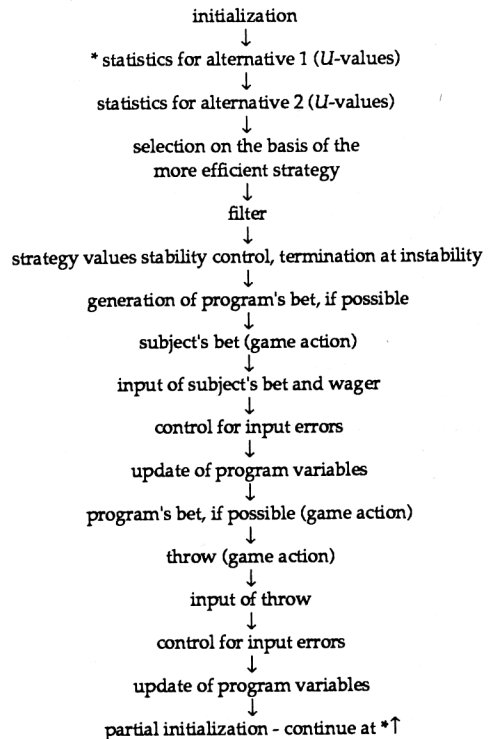 initialization
↓
* statistics for alternative 1 (U-values)
↓
statistics for alternative 2 (U-values)
↓
selection on the basis of the
more efficient strategy
↓
filter
↓
strategy values stability control, termination at instability
↓
generation of program's bet, if possible
↓
subject's bet (game action)
↓
input of subject's bet and wager
↓
control for input errors
↓
update of program variables
↓
program's bet, if possible (game action)
↓
throw (game action)
↓
input of throw
↓
control for input errors
↓
update of program variables
↓
partial initialization - continue at *↑